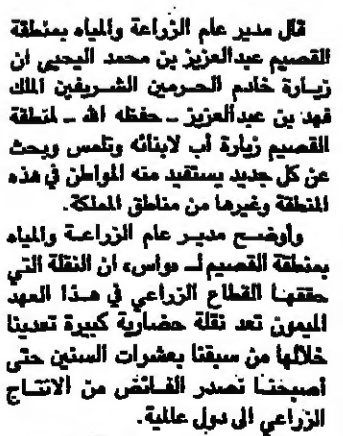 قال مدير عام الزراعة والمياه بمنطقة
القصيم عبدالعزيز بن محمد اليحيى ان
زيارة خادم الحرمين الشريفين الملك
فهد بن عبدالعزيز ـ حفظه الله ـ لمنطقة
القصيم زيارة أب لابنائه وتلمس وبحث
عن كل جديد يستفيد منه المواطن في هذه
المنطقة وغيرها من مناطق المملكة.
وأوضح مدير عام الزراعة والمياه
بمنطقة القصيم لـ «واس» ان النقلة التي
حققها القطاع الزراعي في هذا العهد
الميمون تعد نقلة حضارية كبيرة تعدينا
خلالها من سبقنا بعشرات السنين حتى
أصبحنا نصدر الفائض من الانتاج
الزراعي الى دول عالمية.